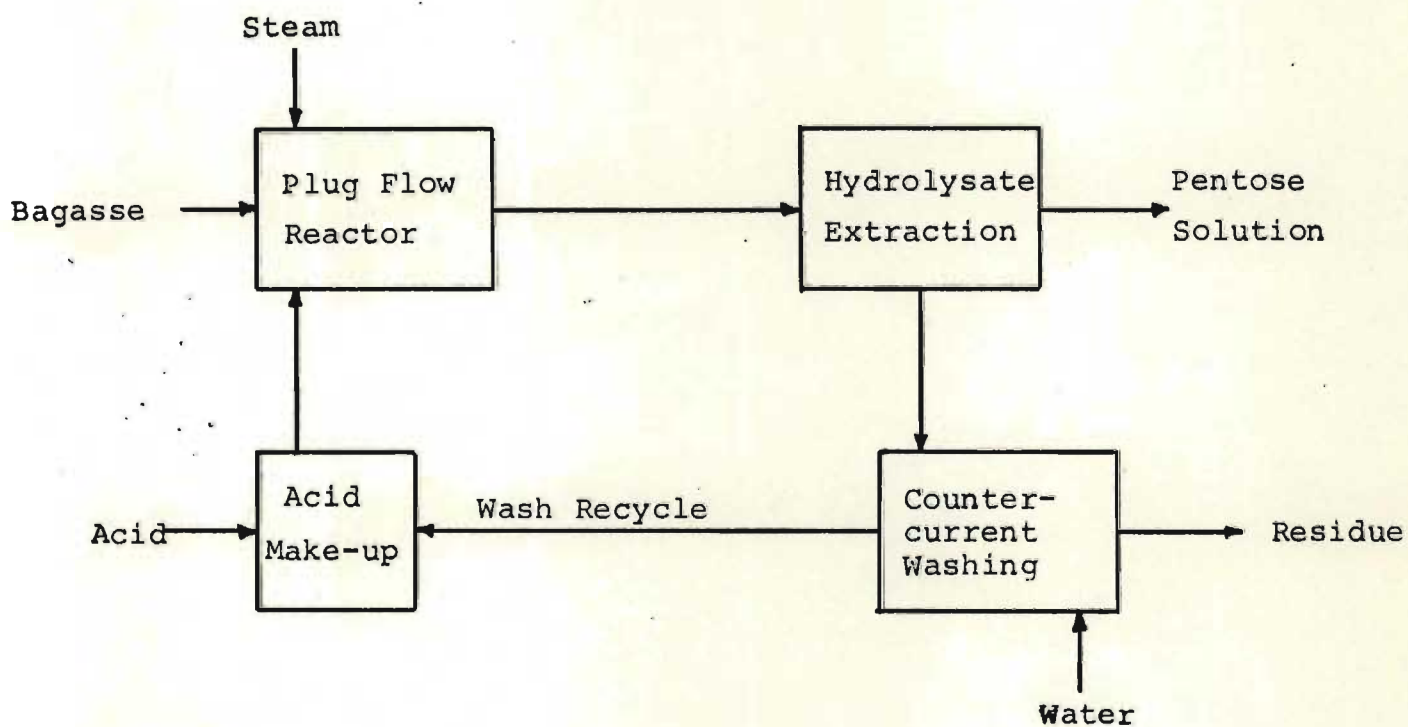 Steam
Plug Flow
Reactor
Bagasse
Hydrolysate
Extraction
Pentose
Solution
Acid
Make-up
Acid
Wash Recycle
Counter-
current
Washing
Residue
Water